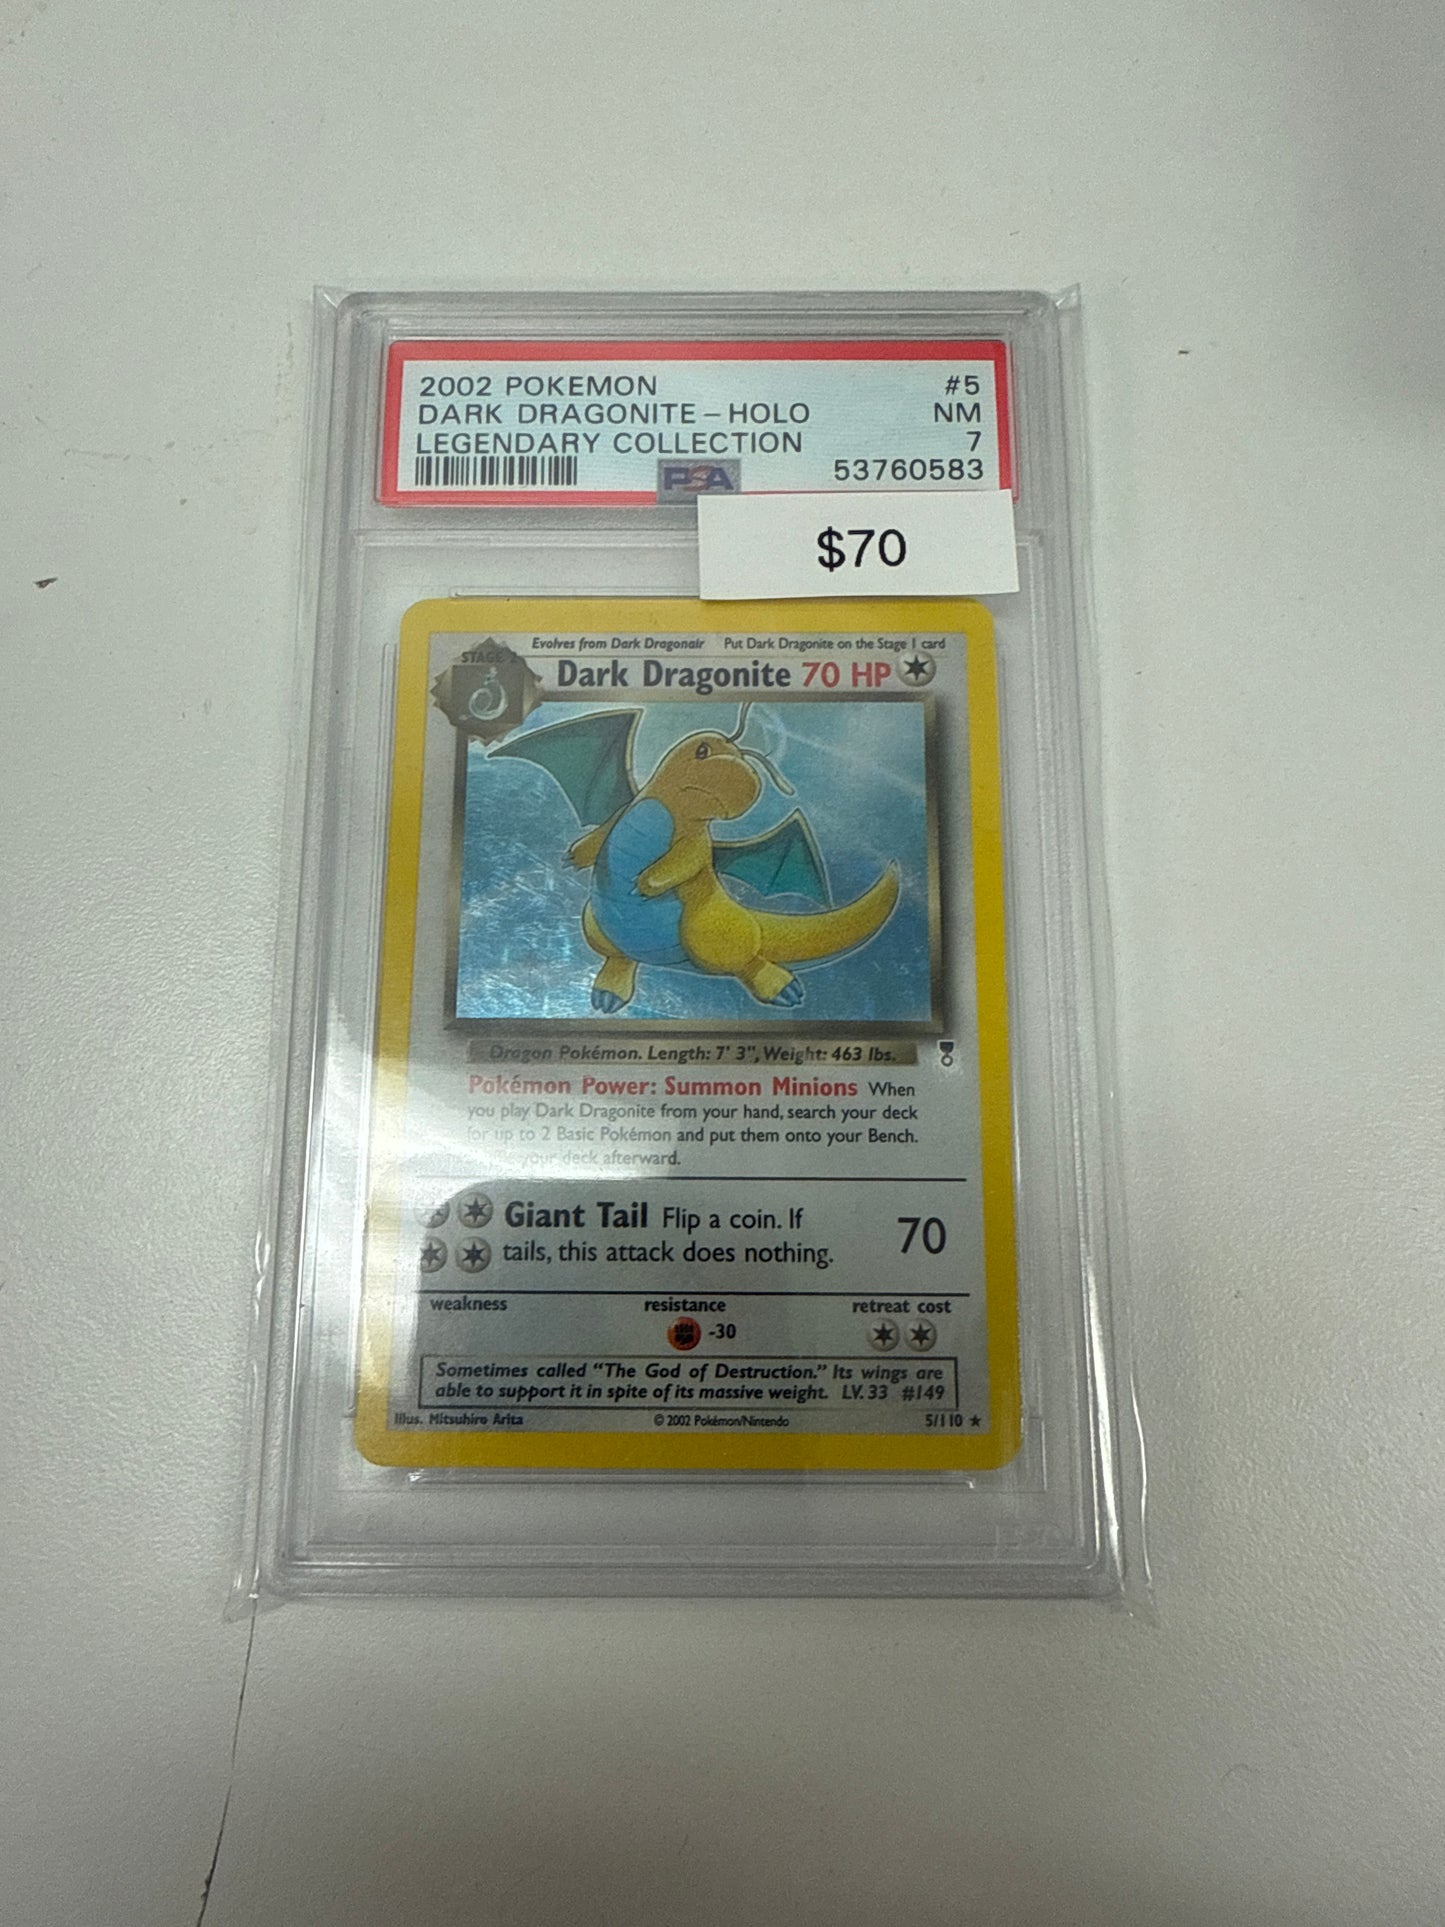 2002 POKEMON #5
DARK DRAGONITE – HOLO NM
LEGENDARY COLLECTION 7
PSA 53760583
$70
Evolves from Dark Dragonair Put Dark Dragonite on the Stage 1 card
STAGE 2
Dark Dragonite 70 HP
Dragon Pokémon. Length: 7' 3", Weight: 463 lbs.
Pokémon Power: Summon Minions When
you play Dark Dragonite from your hand, search your deck
for up to 2 Basic Pokémon and put them onto your Bench.
your deck afterward.
Giant Tail Flip a coin. If
tails, this attack does nothing. 70
weakness resistance retreat cost
-30
Sometimes called “The God of Destruction.” Its wings are
able to support it in spite of its massive weight. LV. 33 #149
Illus. Mitsuhiro Arita © 2002 Pokémon/Nintendo 5/110 ★